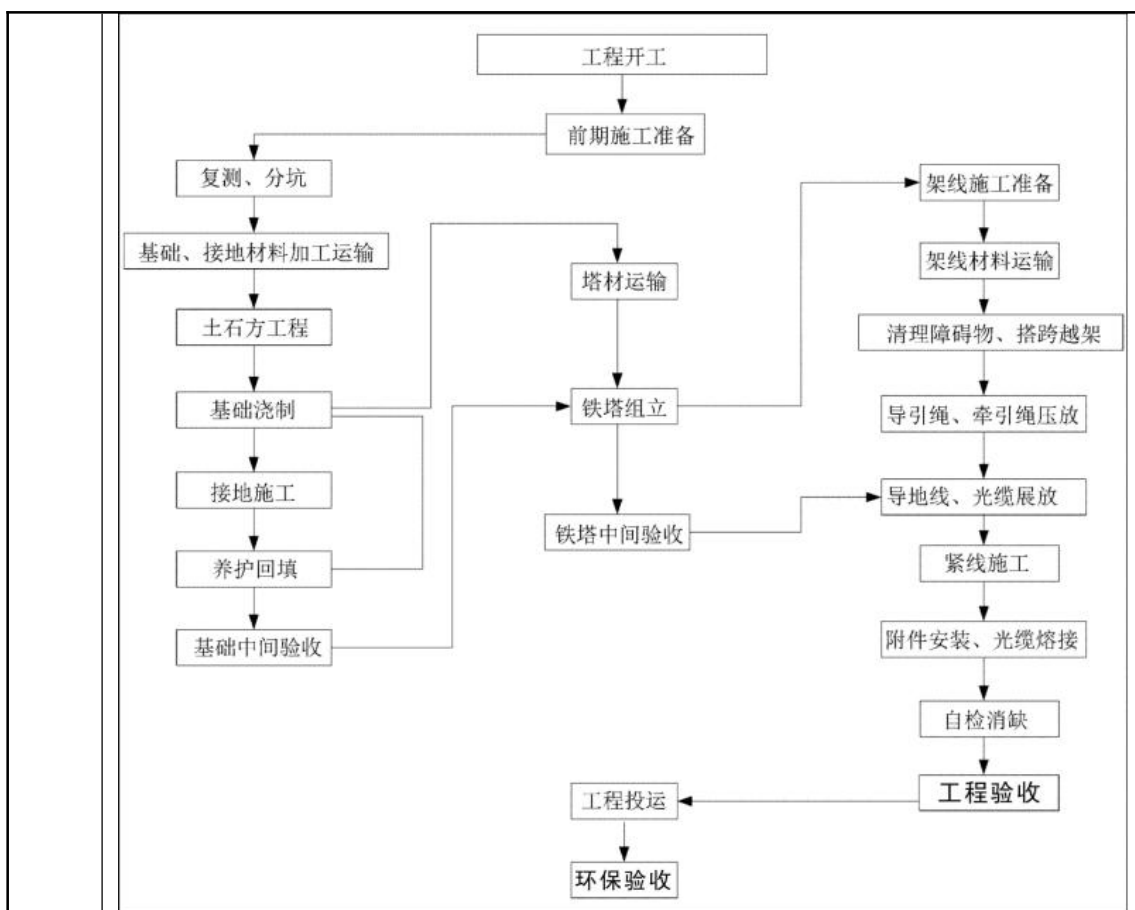 工程开工
前期施工准备
复测、分坑
基础、接地材料加工运输
土石方工程
基础浇制
接地施工
养护回填
基础中间验收
塔材运输
铁塔组立
铁塔中间验收
架线施工准备
架线材料运输
清理障碍物、搭跨越架
导引绳、牵引绳压放
导地线、光缆展放
紧线施工
附件安装、光缆熔接
自检消缺
工程验收
工程投运
环保验收